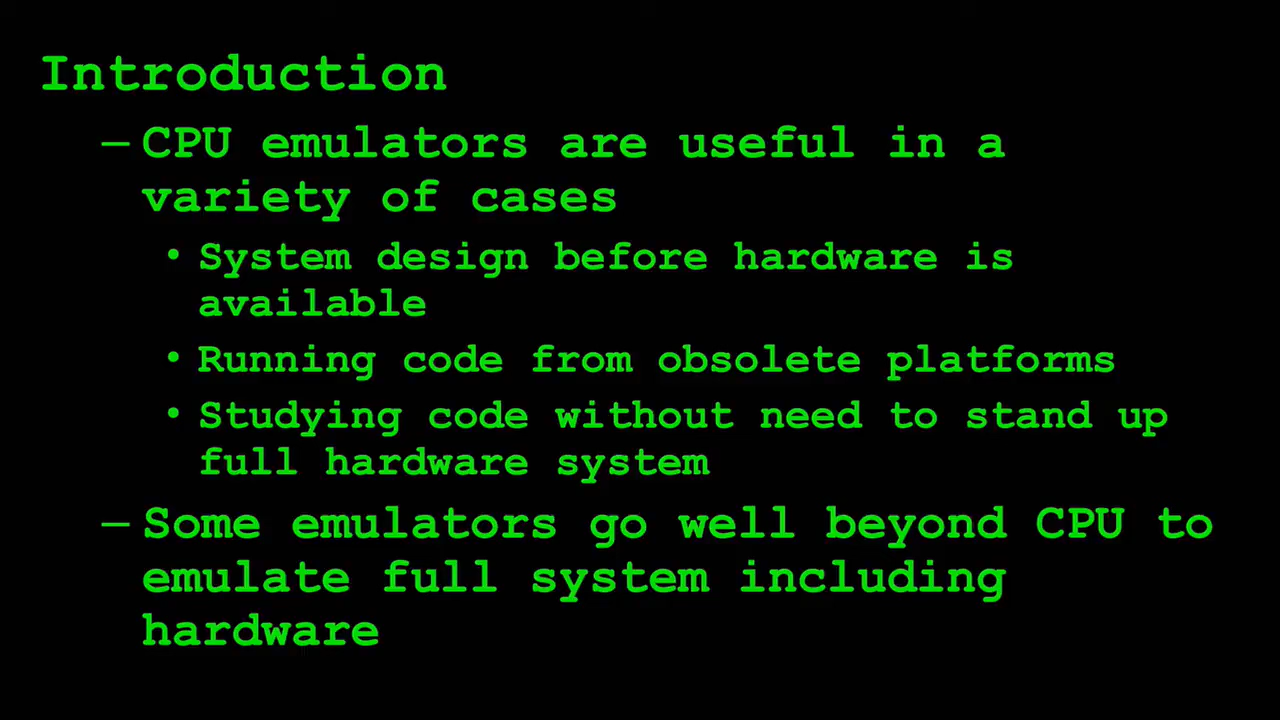 Introduction
– CPU emulators are useful in a
variety of cases
• System design before hardware is
available
• Running code from obsolete platforms
• Studying code without need to stand up
full hardware system
– Some emulators go well beyond CPU to
emulate full system including
hardware